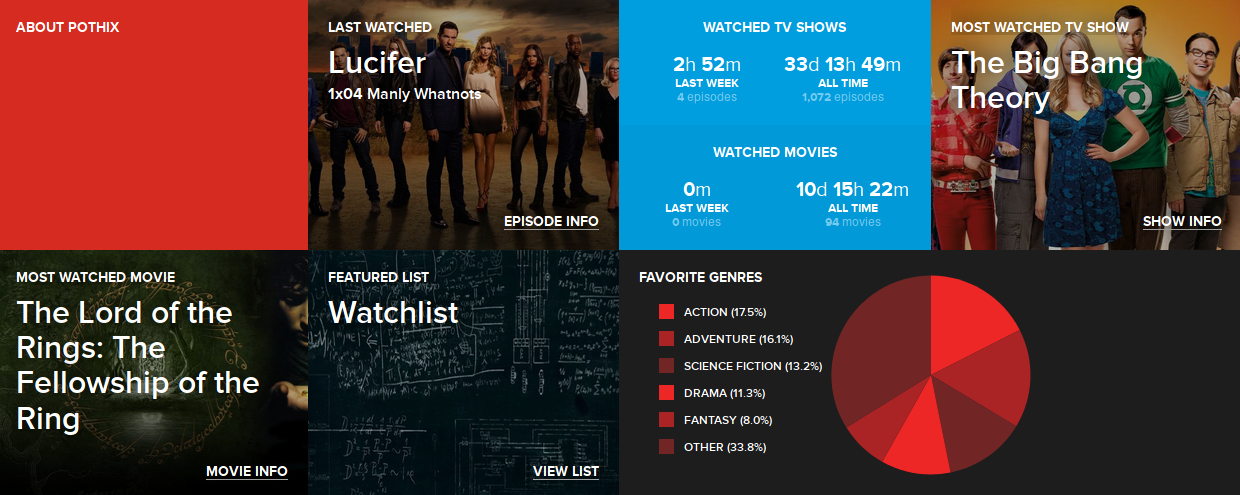 ABOUT POTHIX
LAST WATCHED
Lucifer
1x04 Manly Whatnots
EPISODE INFO
WATCHED TV SHOWS
2h 52m
LAST WEEK
4 episodes
33d 13h 49m
ALL TIME
1,072 episodes
WATCHED MOVIES
0m
LAST WEEK
0 movies
10d 15h 22m
ALL TIME
94 movies
MOST WATCHED TV SHOW
The Big Bang
Theory
SHOW INFO
MOST WATCHED MOVIE
The Lord of the
Rings: The
Fellowship of the
Ring
MOVIE INFO
FEATURED LIST
Watchlist
VIEW LIST
FAVORITE GENRES
ACTION (17.5%)
ADVENTURE (16.1%)
SCIENCE FICTION (13.2%)
DRAMA (11.3%)
FANTASY (8.0%)
OTHER (33.8%)